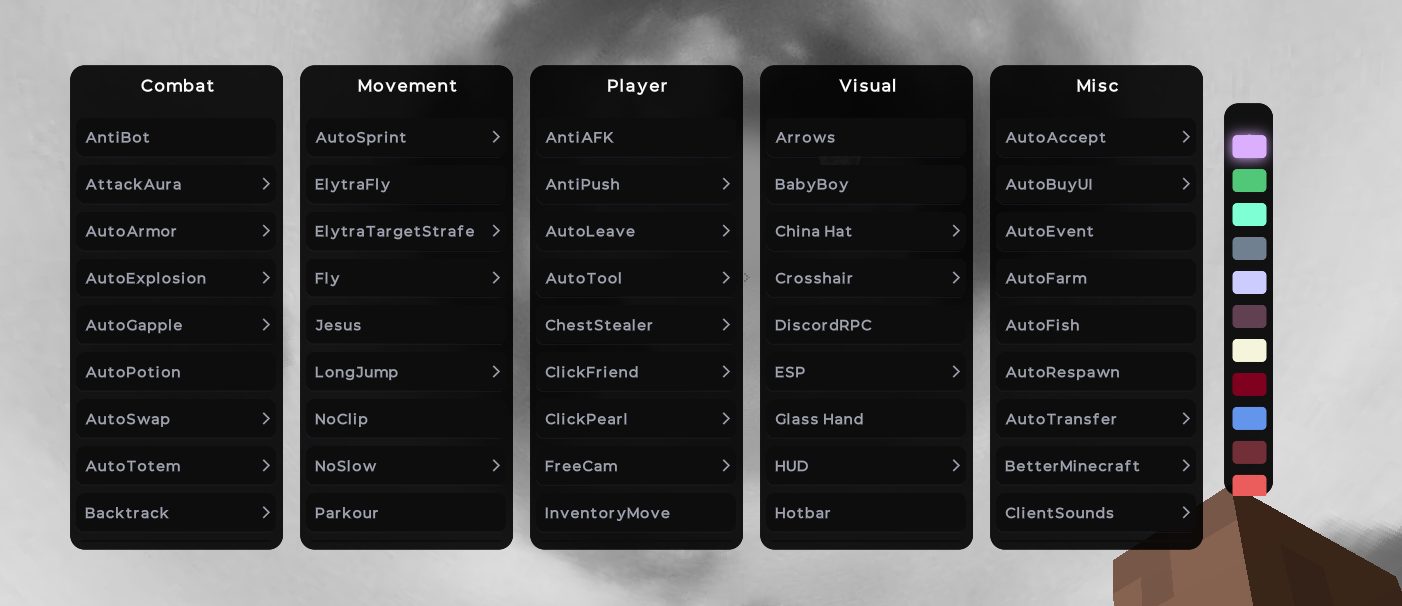 Combat
AntiBot
AttackAura
AutoArmor
AutoExplosion
AutoGapple
AutoPotion
AutoSwap
AutoTotem
Backtrack
Movement
AutoSprint
ElytraFly
ElytraTargetStrafe
Fly
Jesus
LongJump
NoClip
NoSlow
Parkour
Player
AntiAFK
AntiPush
AutoLeave
AutoTool
ChestStealer
ClickFriend
ClickPearl
FreeCam
InventoryMove
Visual
Arrows
BabyBoy
China Hat
Crosshair
DiscordRPC
ESP
Glass Hand
HUD
Hotbar
Misc
AutoAccept
AutoBuyUI
AutoEvent
AutoFarm
AutoFish
AutoRespawn
AutoTransfer
BetterMinecraft
ClientSounds